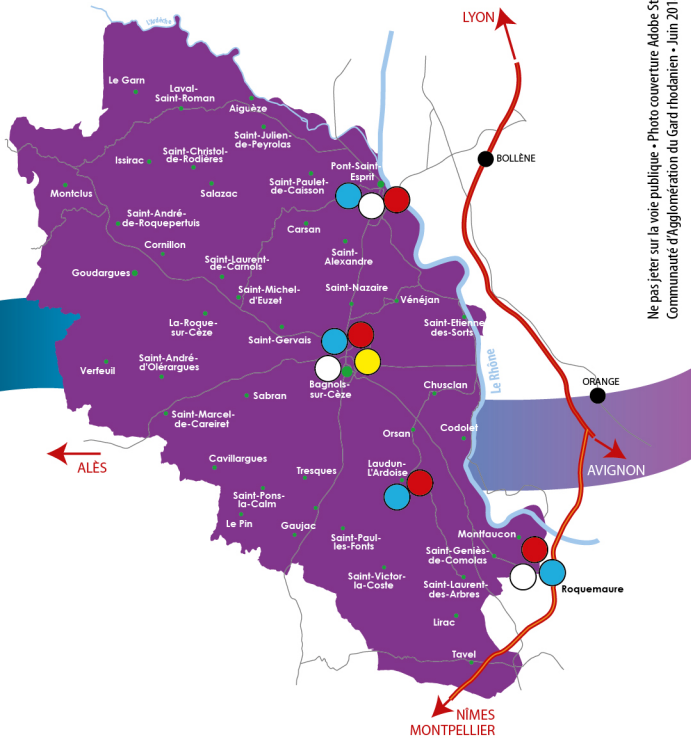 L'Ardèche
LYON
Le Garn
Laval-
Saint-Roman
Aiguèze
Saint-Julien-
de-Peyrolas
BOLLÈNE
Issirac
Saint-Christol-
de-Rodières
Pont-Saint-
Esprit
Saint-Paulet-
de-Caisson
Montclus
Salazac
Saint-André-
de-Roquepertuis
Carsan
Cornillon
Saint-
Alexandre
Saint-Laurent-
de-Carnols
Goudargues
Saint-Michel-
d'Euzet
Saint-Nazaire
Vénéjan
La-Roque-
sur-Cèze
Saint-Gervais
Saint-Etienne
des-Sorts
Le Rhône
Verfeuil
Saint-André-
d'Olérargues
Bagnols-
sur-Cèze
Chusclan
ORANGE
Sabran
Saint-Marcel-
de-Careiret
Orsan
Codolet
ALÈS
AVIGNON
Cavillargues
Tresques
Laudun-
L'Ardoise
Saint-Pons-
la-Calm
Le Pin
Gaujac
Saint-Paul-
les-Fonts
Montfaucon
Saint-Geniès-
de-Comolas
Saint-Victor-
la-Coste
Saint-Laurent-
des-Arbres
Roquemaure
Lirac
Tavel
NÎMES
MONTPELLIER
Ne pas jeter sur la voie publique • Photo couverture Adobe St
Communauté d'Agglomération du Gard rhodanien • Juin 201